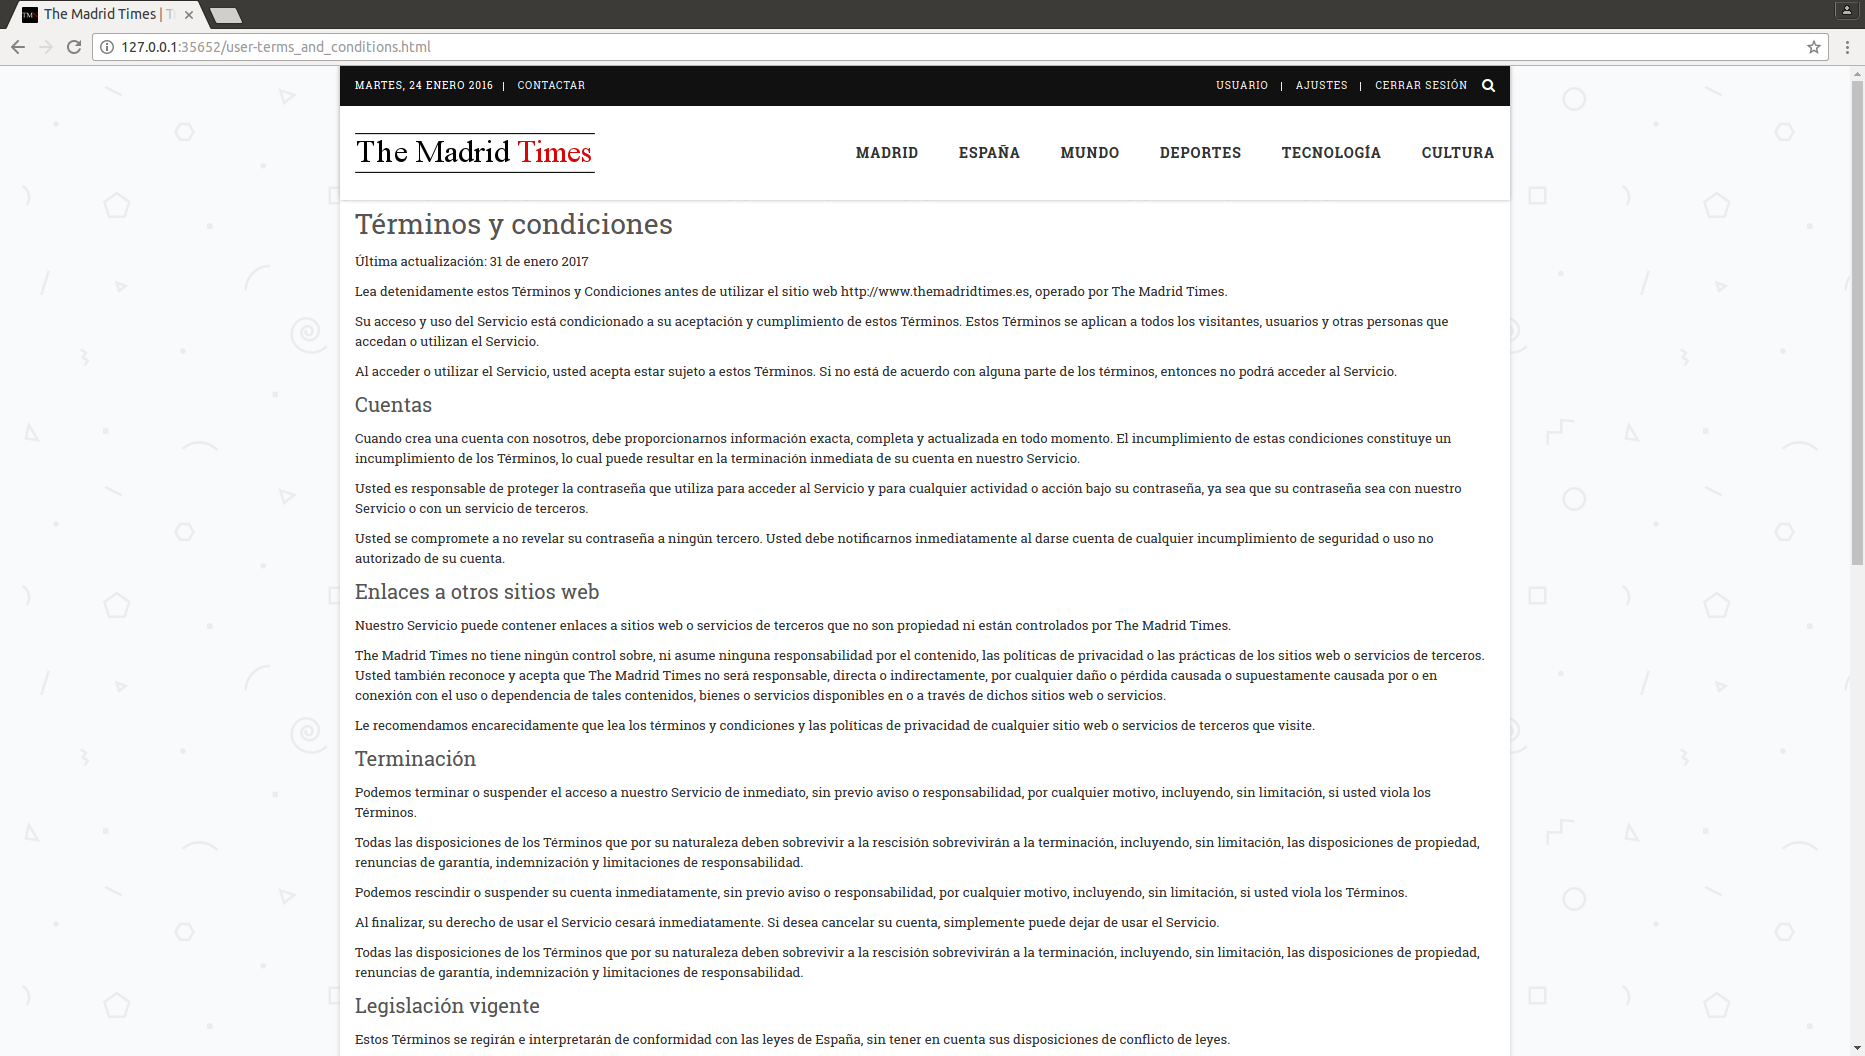 The Madrid Times |
127.0.0.1:35652/user-terms_and_conditions.html
MARTES, 24 ENERO 2016 | CONTACTAR
USUARIO | AJUSTES | CERRAR SESIÓN
The Madrid Times
MADRID ESPAÑA MUNDO DEPORTES TECNOLOGÍA CULTURA
Términos y condiciones
Última actualización: 31 de enero 2017
Lea detenidamente estos Términos y Condiciones antes de utilizar el sitio web http://www.themadridtimes.es, operado por The Madrid Times.
Su acceso y uso del Servicio está condicionado a su aceptación y cumplimiento de estos Términos. Estos Términos se aplican a todos los visitantes, usuarios y otras personas que
accedan o utilizan el Servicio.
Al acceder o utilizar el Servicio, usted acepta estar sujeto a estos Términos. Si no está de acuerdo con alguna parte de los términos, entonces no podrá acceder al Servicio.
Cuentas
Cuando crea una cuenta con nosotros, debe proporcionarnos información exacta, completa y actualizada en todo momento. El incumplimiento de estas condiciones constituye un
incumplimiento de los Términos, lo cual puede resultar en la terminación inmediata de su cuenta en nuestro Servicio.
Usted es responsable de proteger la contraseña que utiliza para acceder al Servicio y para cualquier actividad o acción bajo su contraseña, ya sea que su contraseña sea con nuestro
Servicio o con un servicio de terceros.
Usted se compromete a no revelar su contraseña a ningún tercero. Usted debe notificarnos inmediatamente al darse cuenta de cualquier incumplimiento de seguridad o uso no
autorizado de su cuenta.
Enlaces a otros sitios web
Nuestro Servicio puede contener enlaces a sitios web o servicios de terceros que no son propiedad ni están controlados por The Madrid Times.
The Madrid Times no tiene ningún control sobre, ni asume ninguna responsabilidad por el contenido, las políticas de privacidad o las prácticas de los sitios web o servicios de terceros.
Usted también reconoce y acepta que The Madrid Times no será responsable, directa o indirectamente, por cualquier daño o pérdida causada o supuestamente causada por o en
conexión con el uso o dependencia de tales contenidos, bienes o servicios disponibles en o a través de dichos sitios web o servicios.
Le recomendamos encarecidamente que lea los términos y condiciones y las políticas de privacidad de cualquier sitio web o servicios de terceros que visite.
Terminación
Podemos terminar o suspender el acceso a nuestro Servicio de inmediato, sin previo aviso o responsabilidad, por cualquier motivo, incluyendo, sin limitación, si usted viola los
Términos.
Todas las disposiciones de los Términos que por su naturaleza deben sobrevivir a la rescisión sobrevivirán a la terminación, incluyendo, sin limitación, las disposiciones de propiedad,
renuncias de garantía, indemnización y limitaciones de responsabilidad.
Podemos rescindir o suspender su cuenta inmediatamente, sin previo aviso o responsabilidad, por cualquier motivo, incluyendo, sin limitación, si usted viola los Términos.
Al finalizar, su derecho de usar el Servicio cesará inmediatamente. Si desea cancelar su cuenta, simplemente puede dejar de usar el Servicio.
Todas las disposiciones de los Términos que por su naturaleza deben sobrevivir a la rescisión sobrevivirán a la terminación, incluyendo, sin limitación, las disposiciones de propiedad,
renuncias de garantía, indemnización y limitaciones de responsabilidad.
Legislación vigente
Estos Términos se regirán e interpretarán de conformidad con las leyes de España, sin tener en cuenta sus disposiciones de conflicto de leyes.